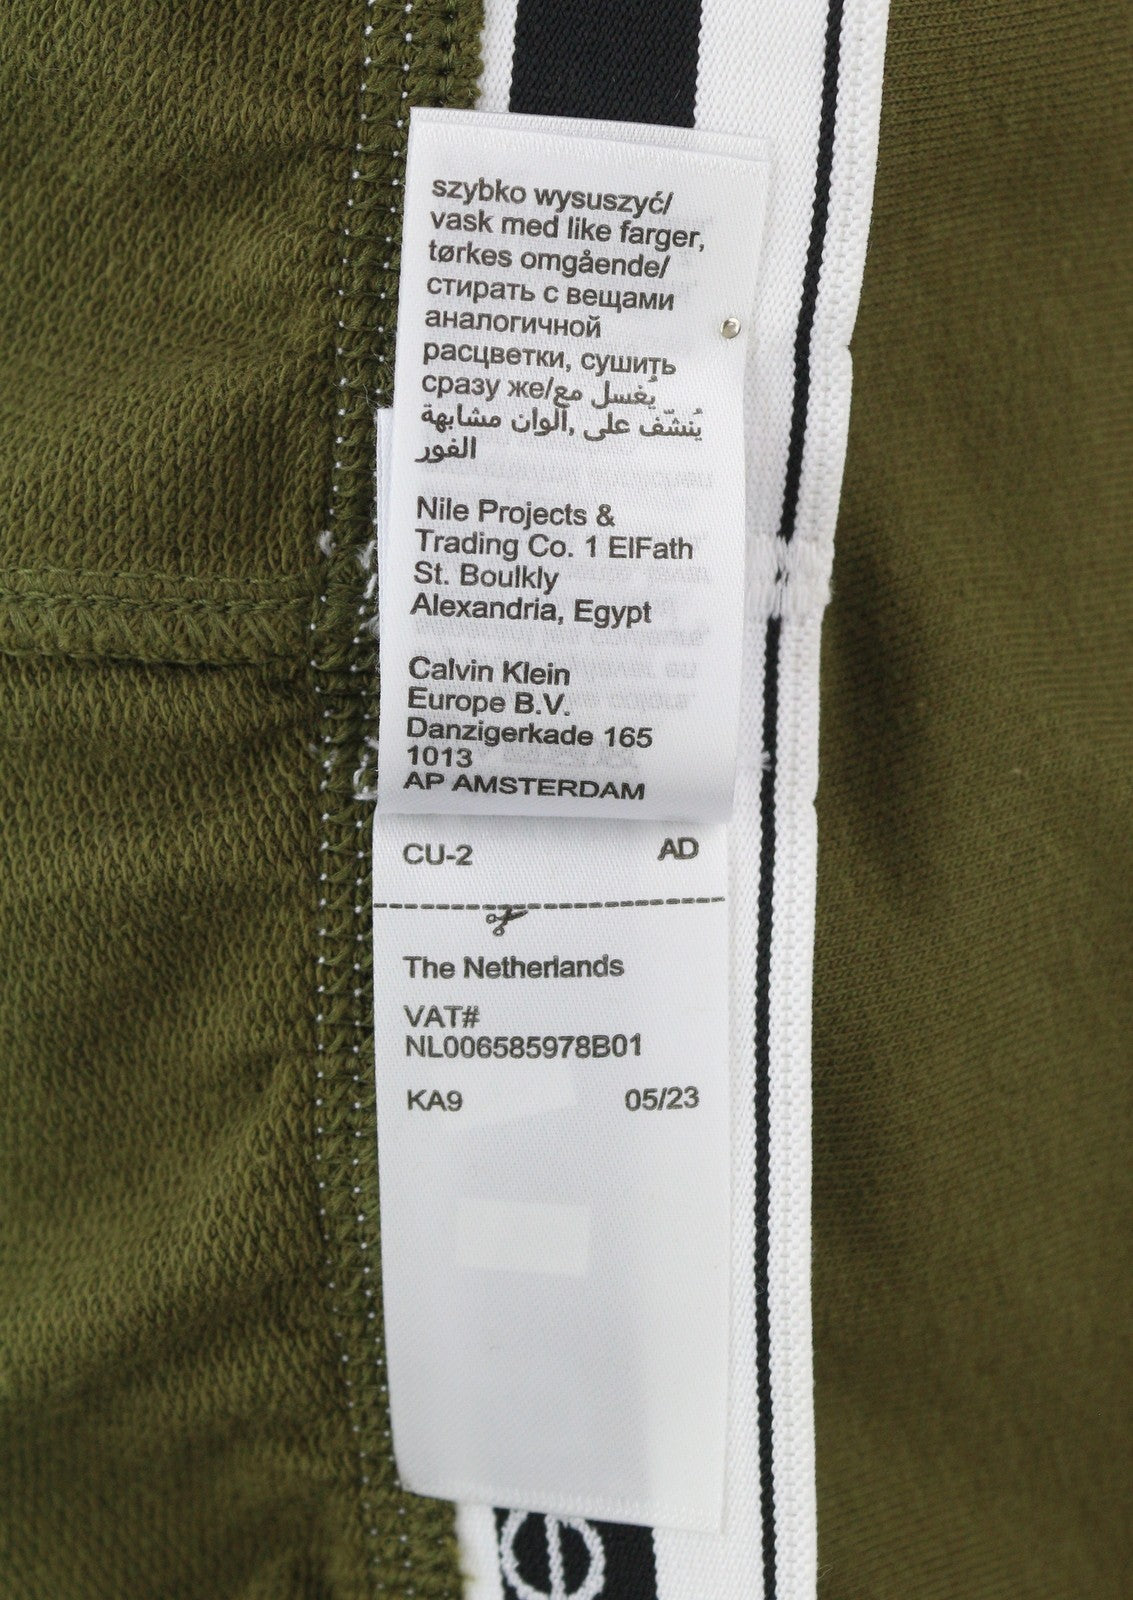 szybko wysuszyć/
vask med like farger,
tørkes omgående/
стирать с вещами
аналогичной
расцветки, сушить
сразу же/يُغسل مع
ألوان مشابهة, يُنشّف على
الفور
Nile Projects &
Trading Co. 1 ElFath
St. Boulkly
Alexandria, Egypt
Calvin Klein
Europe B.V.
Danzigerkade 165
1013
AP AMSTERDAM
CU-2 AD
The Netherlands
VAT#
NL006585978B01
KA9 05/23